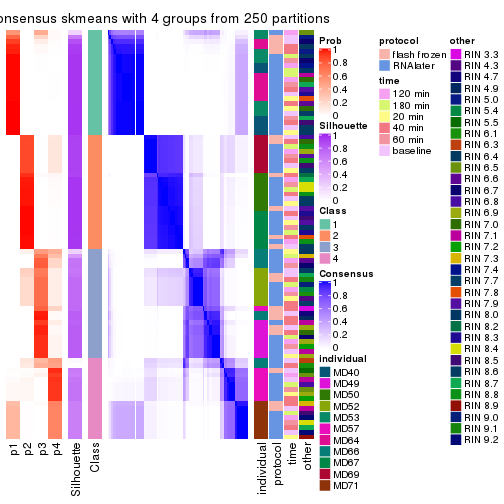 onsensus skmeans with 4 groups from 250 partitions
Prob
1
0.8
0.6
0.4
0.2
0
Silhouette
1
0.8
0.6
0.4
0.2
0
Class
1
2
3
4
Consensus
1
0.8
0.6
0.4
0.2
0
Individual
MD40
MD49
MD50
MD52
MD53
MD57
MD64
MD66
MD67
MD69
MD71
protocol
flash frozen
RNAlater
time
120 min
180 min
20 min
40 min
60 min
baseline
other
RIN 3.3
RIN 4.3
RIN 4.7
RIN 4.9
RIN 5.0
RIN 5.4
RIN 5.5
RIN 6.1
RIN 6.3
RIN 6.4
RIN 6.5
RIN 6.6
RIN 6.7
RIN 6.8
RIN 6.9
RIN 7.0
RIN 7.1
RIN 7.2
RIN 7.3
RIN 7.4
RIN 7.7
RIN 7.8
RIN 7.9
RIN 8.0
RIN 8.2
RIN 8.3
RIN 8.4
RIN 8.5
RIN 8.6
RIN 8.7
RIN 8.8
RIN 8.9
RIN 9.0
RIN 9.1
RIN 9.2
p1
p2
p3
p4
Silhouette
Class
individual
protocol
time
other